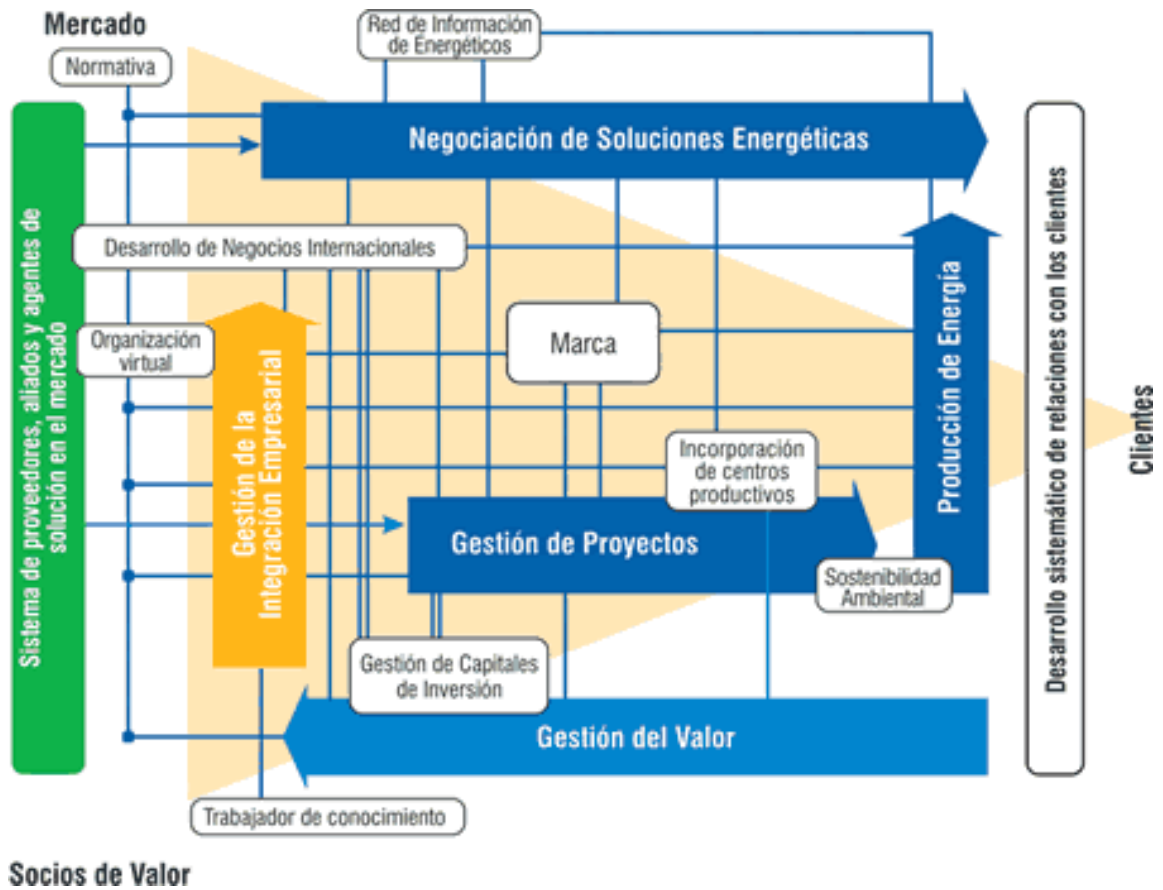 Mercado
Red de Información
de Energéticos
Normativa
Negociación de Soluciones Energéticas
Sistema de proveedores, aliados y agentes de
solución en el mercado
Desarrollo de Negocios Internacionales
Organización
virtual
Marca
Gestión de la
Integración Empresarial
Incorporación
de centros
productivos
Producción de Energía
Gestión de Proyectos
Sostenibilidad
Ambiental
Gestión de Capitales
de Inversión
Gestión del Valor
Trabajador de conocimiento
Desarrollo sistemático de relaciones con los clientes
Clientes
Socios de Valor